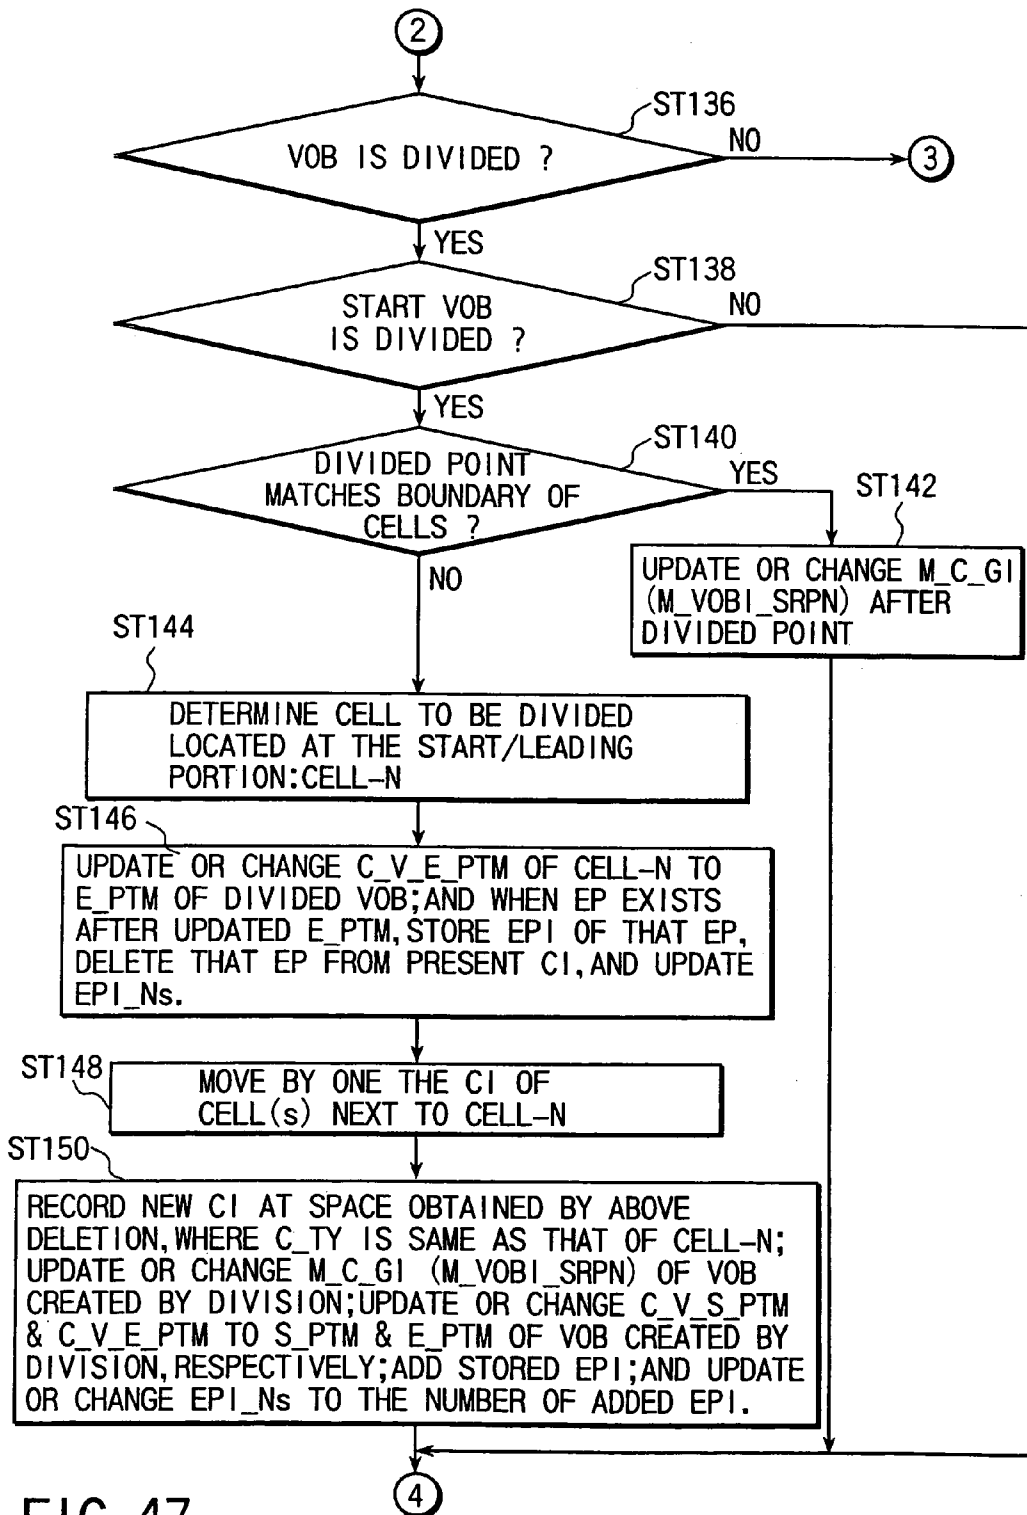 2
ST136
VOB IS DIVIDED ?
NO
3
YES
ST138
START VOB
IS DIVIDED ?
NO
YES
ST140
DIVIDED POINT
MATCHES BOUNDARY OF
CELLS ?
YES
ST142
NO
UPDATE OR CHANGE M_C_GI
(M_VOBI_SRPN) AFTER
DIVIDED POINT
ST144
DETERMINE CELL TO BE DIVIDED
LOCATED AT THE START/LEADING
PORTION:CELL-N
ST146
UPDATE OR CHANGE C_V_E_PTM OF CELL-N TO
E_PTM OF DIVIDED VOB;AND WHEN EP EXISTS
AFTER UPDATED E_PTM,STORE EPI OF THAT EP,
DELETE THAT EP FROM PRESENT CI,AND UPDATE
EPI_Ns.
ST148
MOVE BY ONE THE CI OF
CELL(s) NEXT TO CELL-N
ST150
RECORD NEW CI AT SPACE OBTAINED BY ABOVE
DELETION,WHERE C_TY IS SAME AS THAT OF CELL-N;
UPDATE OR CHANGE M_C_GI (M_VOBI_SRPN) OF VOB
CREATED BY DIVISION;UPDATE OR CHANGE C_V_S_PTM
& C_V_E_PTM TO S_PTM & E_PTM OF VOB CREATED BY
DIVISION,RESPECTIVELY;ADD STORED EPI;AND UPDATE
OR CHANGE EPI_Ns TO THE NUMBER OF ADDED EPI.
4
FIG. 47